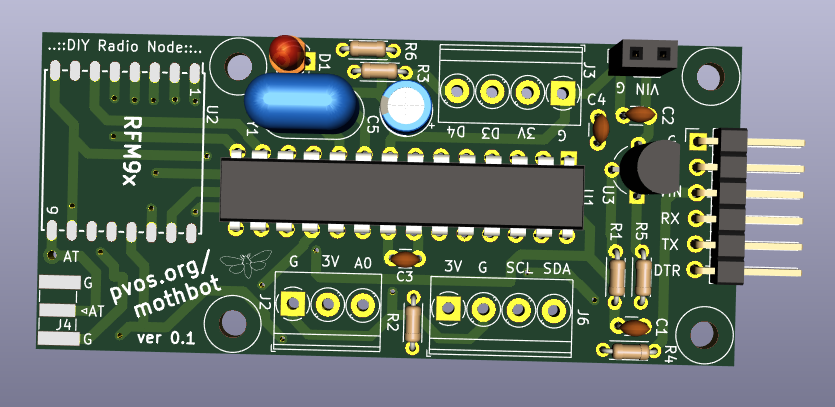 ..::DIY Radio Node::..
D1
R6
R3
J3
G
VIN
1
U2
RFM9x
Y1
C5
+
D4
D3
3V
G
C4
C2
U1
U3
RX
TX
DTR
9
AT
G
◁AT
J4
G
pvos.org/
mothbot
ver 0.1
J2
G
3V
A0
C3
R2
3V
G
SCL
SDA
J6
R1
R5
C1
R4